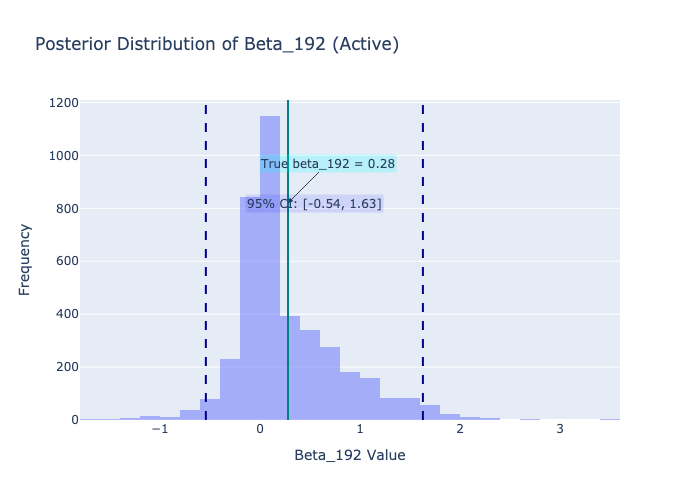 Posterior Distribution of Beta_192 (Active)
1200
1000
800
600
400
200
0
Frequency
True beta_192 = 0.28
95% CI: [-0.54, 1.63]
−1
0
1
2
3
Beta_192 Value